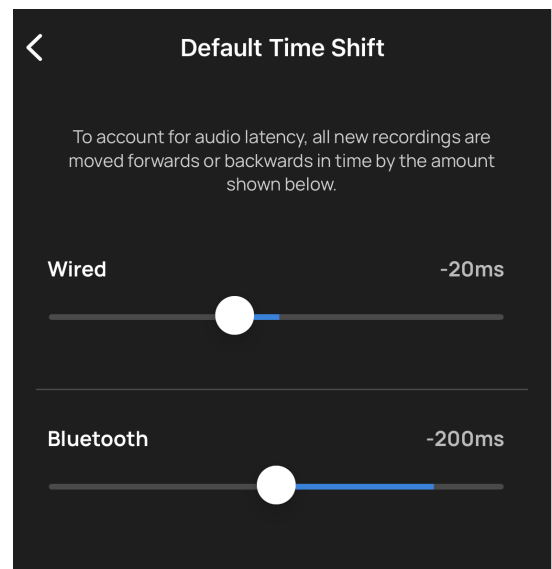 Default Time Shift
To account for audio latency, all new recordings are
moved forwards or backwards in time by the amount
shown below.
Wired -20ms
Bluetooth -200ms